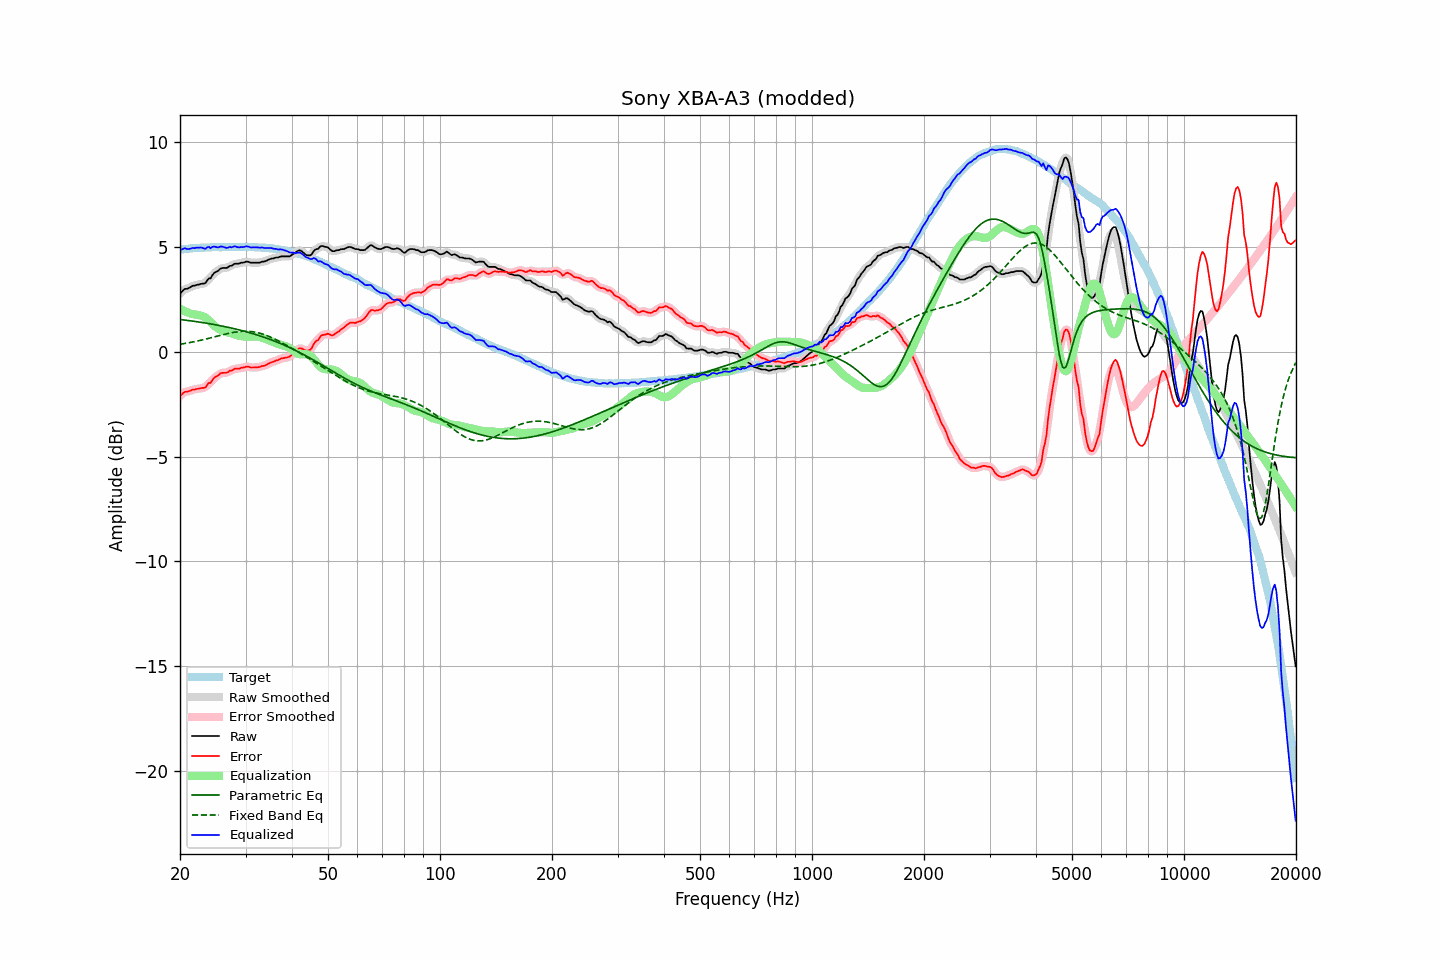 Sony XBA-A3 (modded)
Amplitude (dBr)
10
5
0
−5
−10
−15
−20
Target
Raw Smoothed
Error Smoothed
Raw
Error
Equalization
Parametric Eq
Fixed Band Eq
Equalized
20 50 100 200 500 1000 2000 5000 10000 20000
Frequency (Hz)